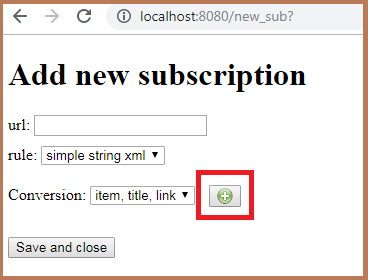 localhost:8080/new_sub?
Add new subscription
url:
rule: simple string xml
Conversion: item, title, link
Save and close